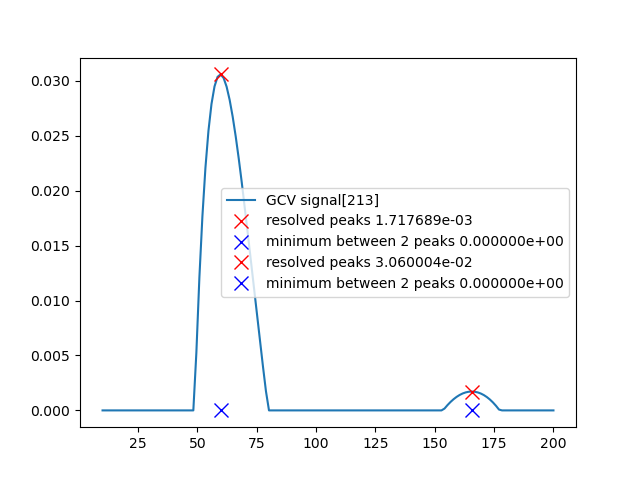 0.030
0.025
0.020
0.015
0.010
0.005
0.000
GCV signal[213]
resolved peaks 1.717689e-03
minimum between 2 peaks 0.000000e+00
resolved peaks 3.060004e-02
minimum between 2 peaks 0.000000e+00
25 50 75 100 125 150 175 200